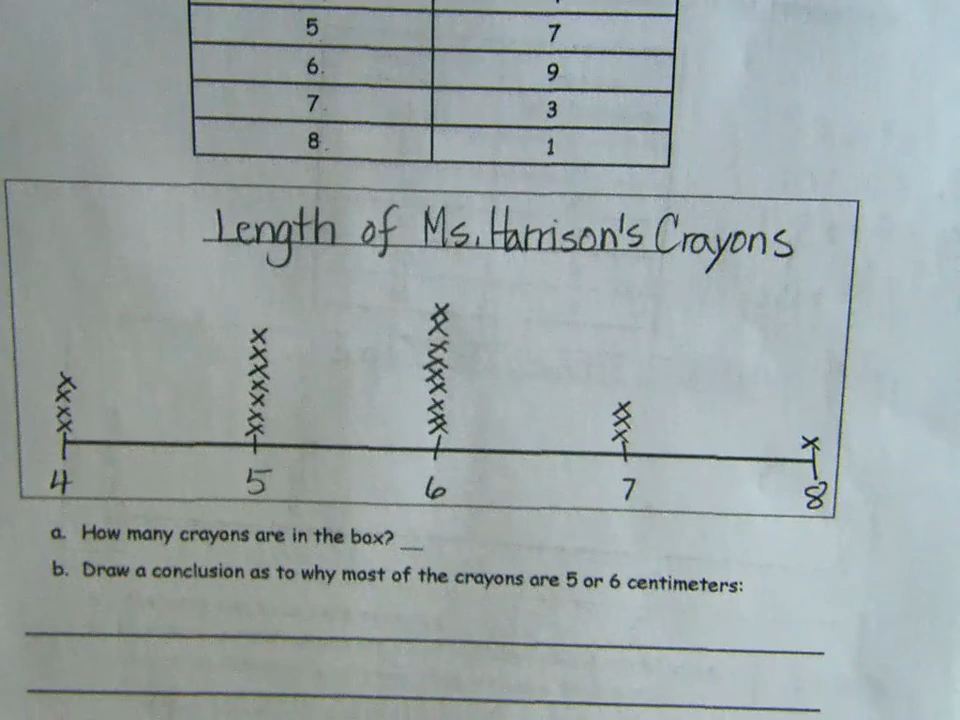 5 7
6. 9
7. 3
8. 1
Length of Ms. Harrison's Crayons
x x x x x
x x x x x x x
x x x x x x x x x
x x x
x
4 5 6 7 8
a. How many crayons are in the box? __
b. Draw a conclusion as to why most of the crayons are 5 or 6 centimeters: